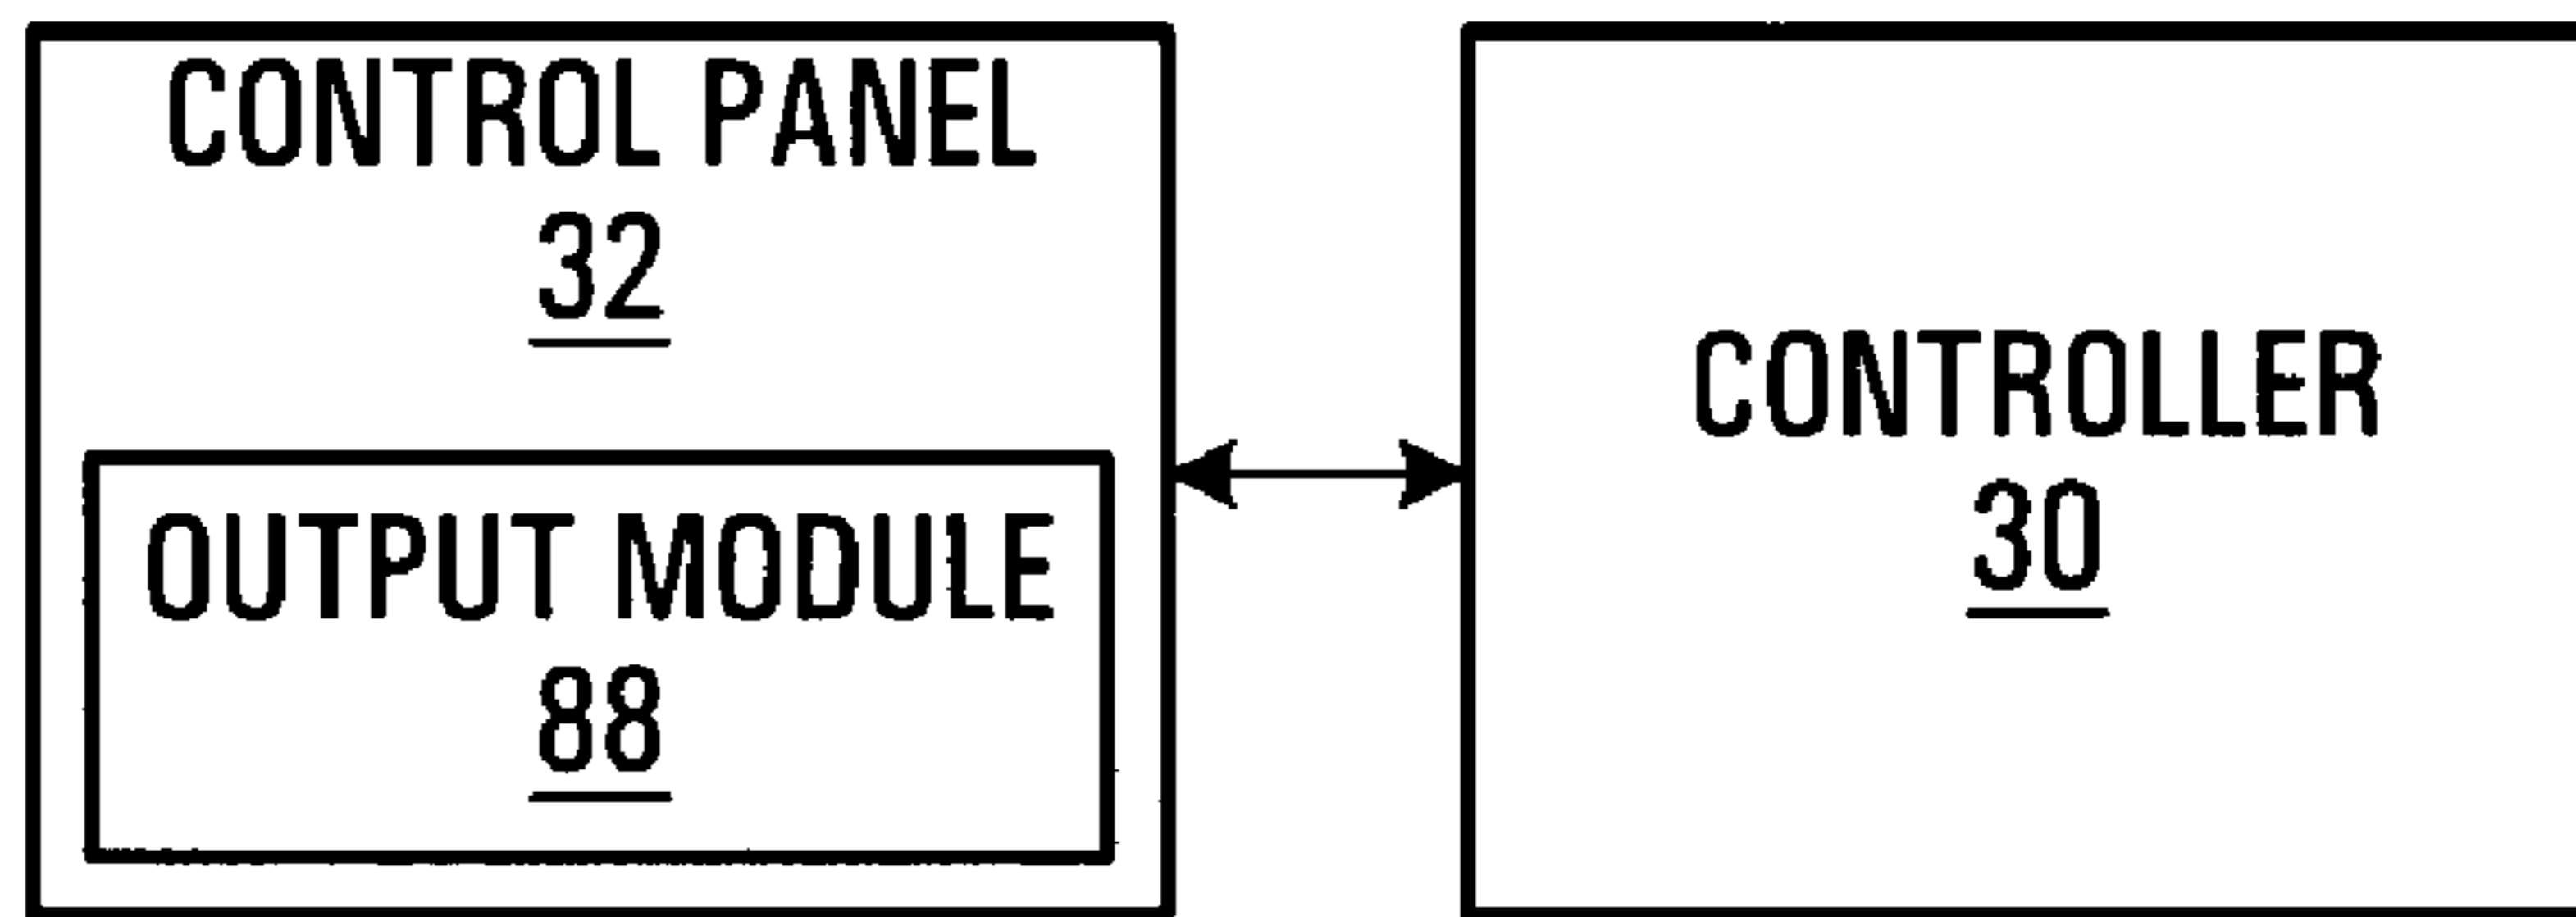 CONTROL PANEL
32
OUTPUT MODULE
88
CONTROLLER
30